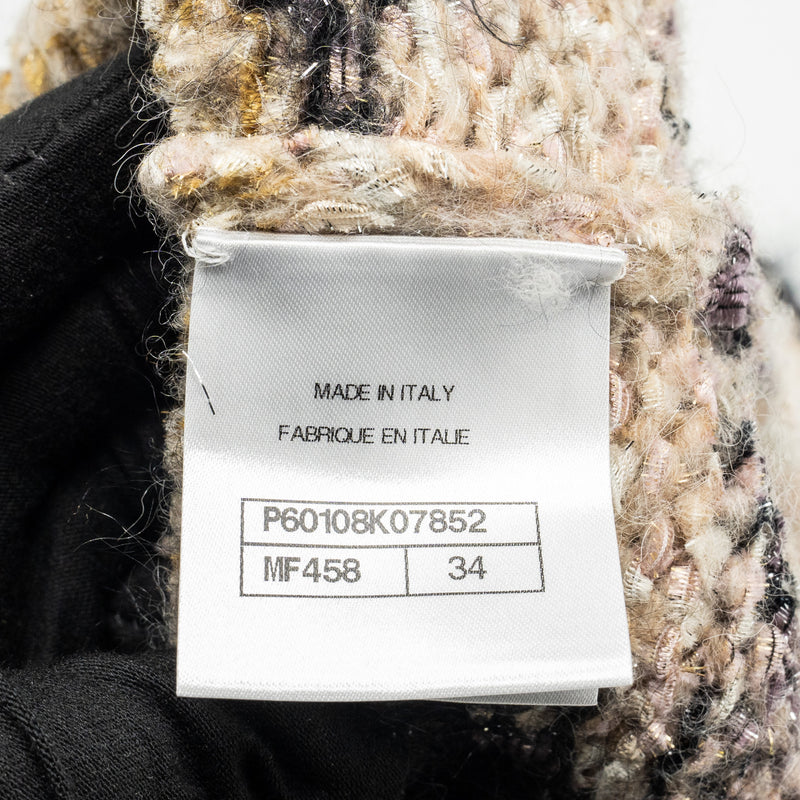 MADE IN ITALY
FABRIQUE EN ITALIE
P60108K07852
MF458 34